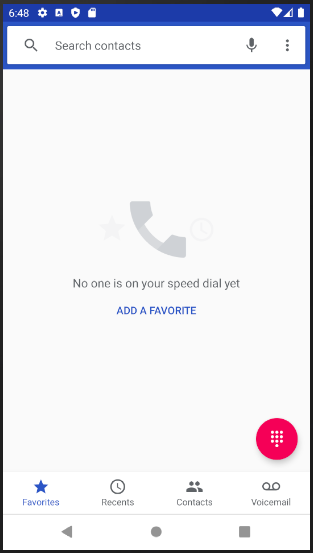 6:48
Search contacts
No one is on your speed dial yet
ADD A FAVORITE
Favorites
Recents
Contacts
Voicemail